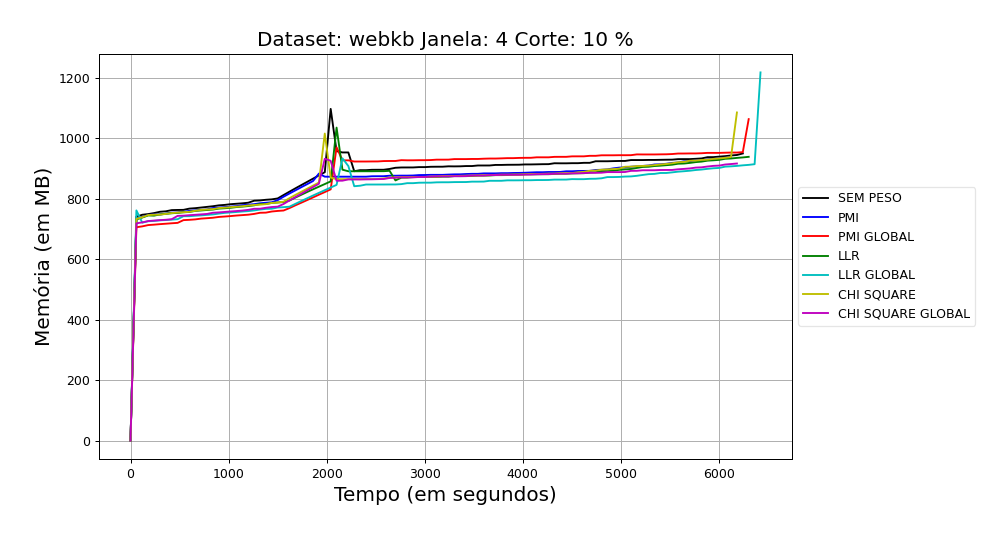 Dataset: webkb Janela: 4 Corte: 10 %
Memória (em MB)
1200
1000
800
600
400
200
0
0 1000 2000 3000 4000 5000 6000
Tempo (em segundos)
SEM PESO
PMI
PMI GLOBAL
LLR
LLR GLOBAL
CHI SQUARE
CHI SQUARE GLOBAL